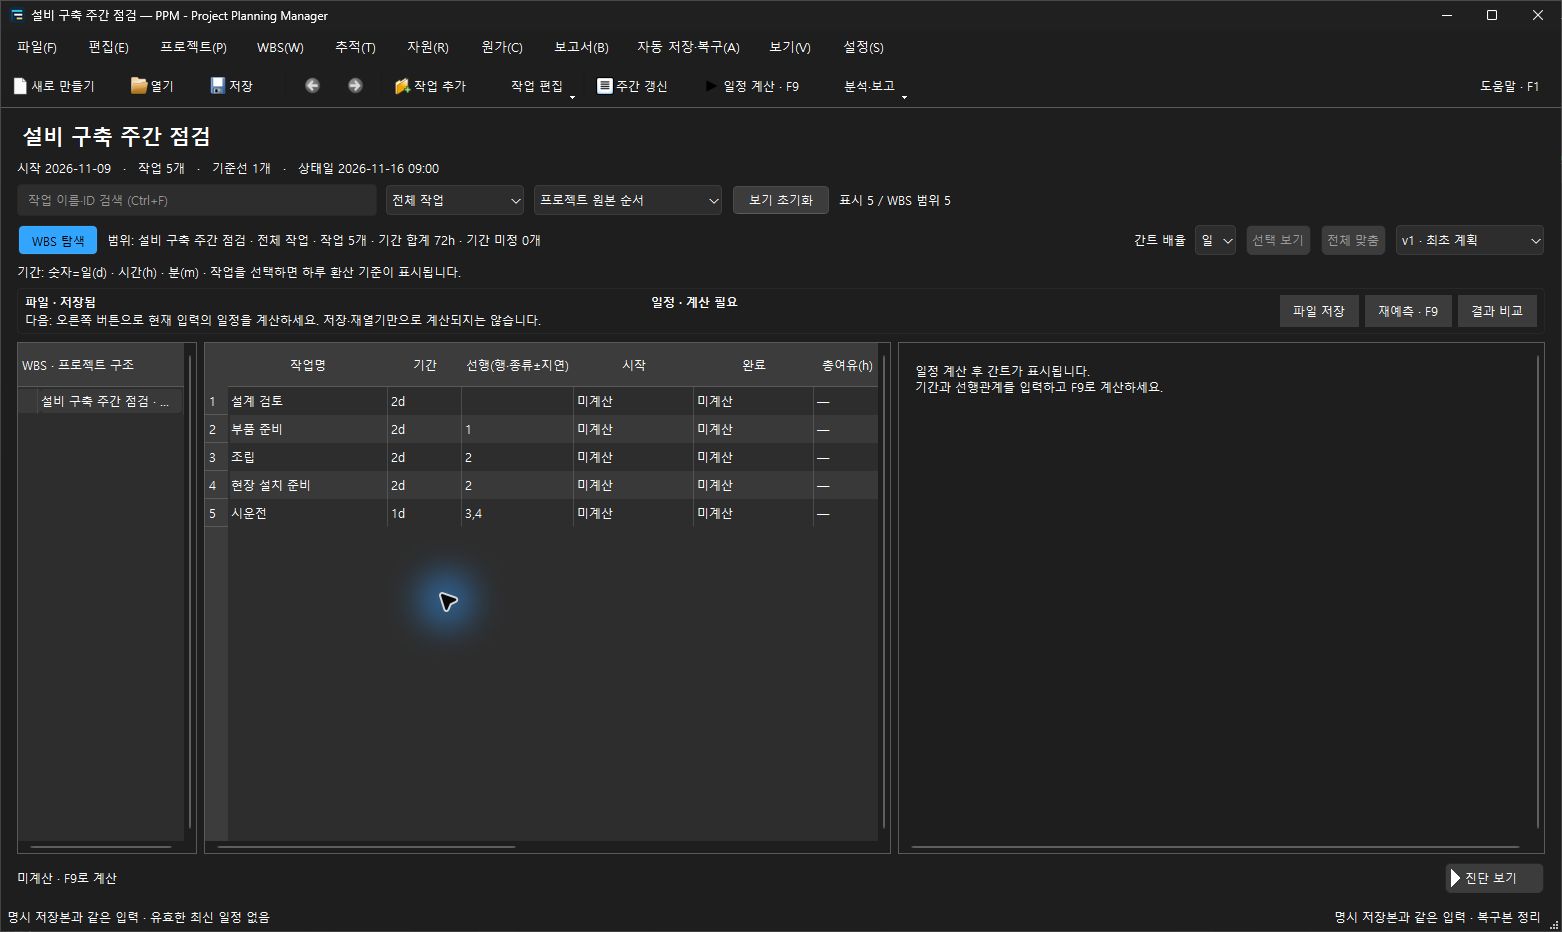 설비 구축 주간 점검 — PPM - Project Planning Manager
파일(F) 편집(E) 프로젝트(P) WBS(W) 추적(T) 자원(R) 원가(C) 보고서(B) 자동 저장·복구(A) 보기(V) 설정(S)
새로 만들기 열기 저장 작업 추가 작업 편집 주간 갱신 일정 계산 · F9 분석·보고 도움말 · F1
설비 구축 주간 점검
시작 2026-11-09 · 작업 5개 · 기준선 1개 · 상태일 2026-11-16 09:00
작업 이름·ID 검색 (Ctrl+F) 전체 작업 프로젝트 원본 순서 보기 초기화 표시 5 / WBS 범위 5
WBS 탐색 범위: 설비 구축 주간 점검 · 전체 작업 · 작업 5개 · 기간 합계 72h · 기간 미정 0개 간트 배율 일 선택 보기 전체 맞춤 v1 · 최초 계획
기간: 숫자=일(d) · 시간(h) · 분(m) · 작업을 선택하면 하루 환산 기준이 표시됩니다.
파일 · 저장됨 일정 · 계산 필요
다음: 오른쪽 버튼으로 현재 입력의 일정을 계산하세요. 저장·재열기만으로 계산되지는 않습니다.
파일 저장 재예측 · F9 결과 비교
WBS · 프로젝트 구조
설비 구축 주간 점검 · ...
작업명 기간 선행(행·종류±지연) 시작 완료 총여유(h)
1 설계 검토 2d 미계산 미계산 —
2 부품 준비 2d 1 미계산 미계산 —
3 조립 2d 2 미계산 미계산 —
4 현장 설치 준비 2d 2 미계산 미계산 —
5 시운전 1d 3,4 미계산 미계산 —
일정 계산 후 간트가 표시됩니다.
기간과 선행관계를 입력하고 F9로 계산하세요.
미계산 · F9로 계산 진단 보기
명시 저장본과 같은 입력 · 유효한 최신 일정 없음 명시 저장본과 같은 입력 · 복구본 정리